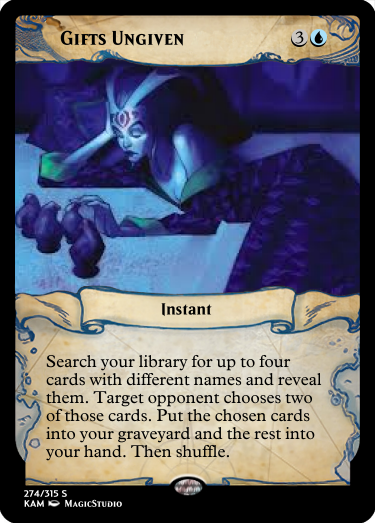 Gifts Ungiven 3
Instant
Search your library for up to four
cards with different names and reveal
them. Target opponent chooses two
of those cards. Put the chosen cards
into your graveyard and the rest into
your hand. Then shuffle.
274/315 S
KAM MagicStudio